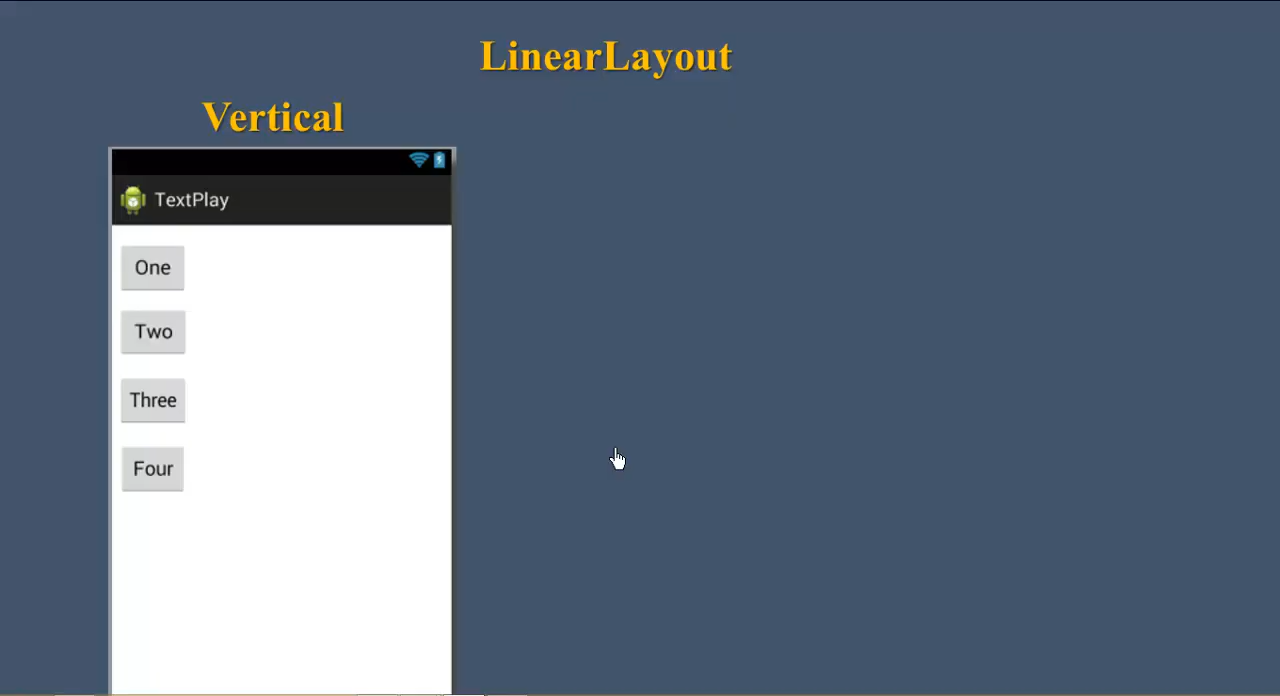 LinearLayout
Vertical
TextPlay
One
Two
Three
Four